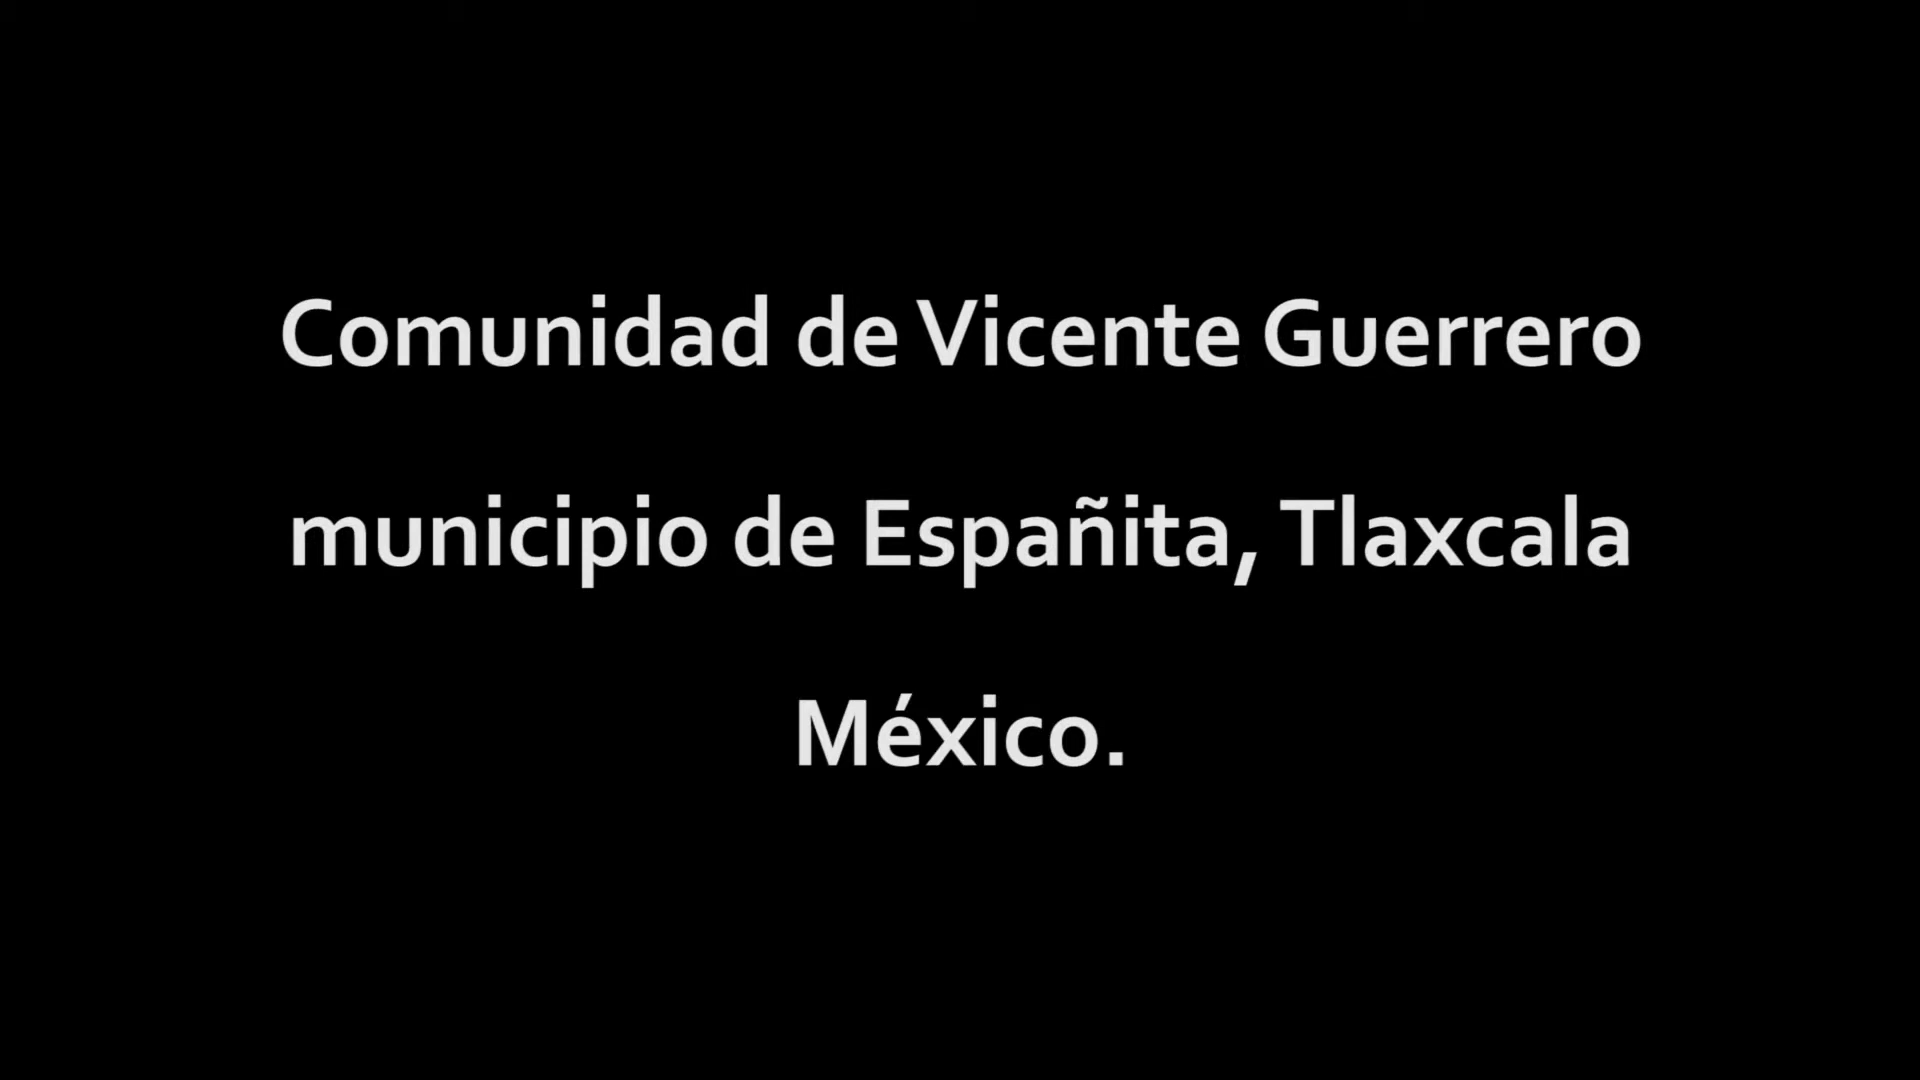 Comunidad de Vicente Guerrero
municipio de Españita, Tlaxcala
México.